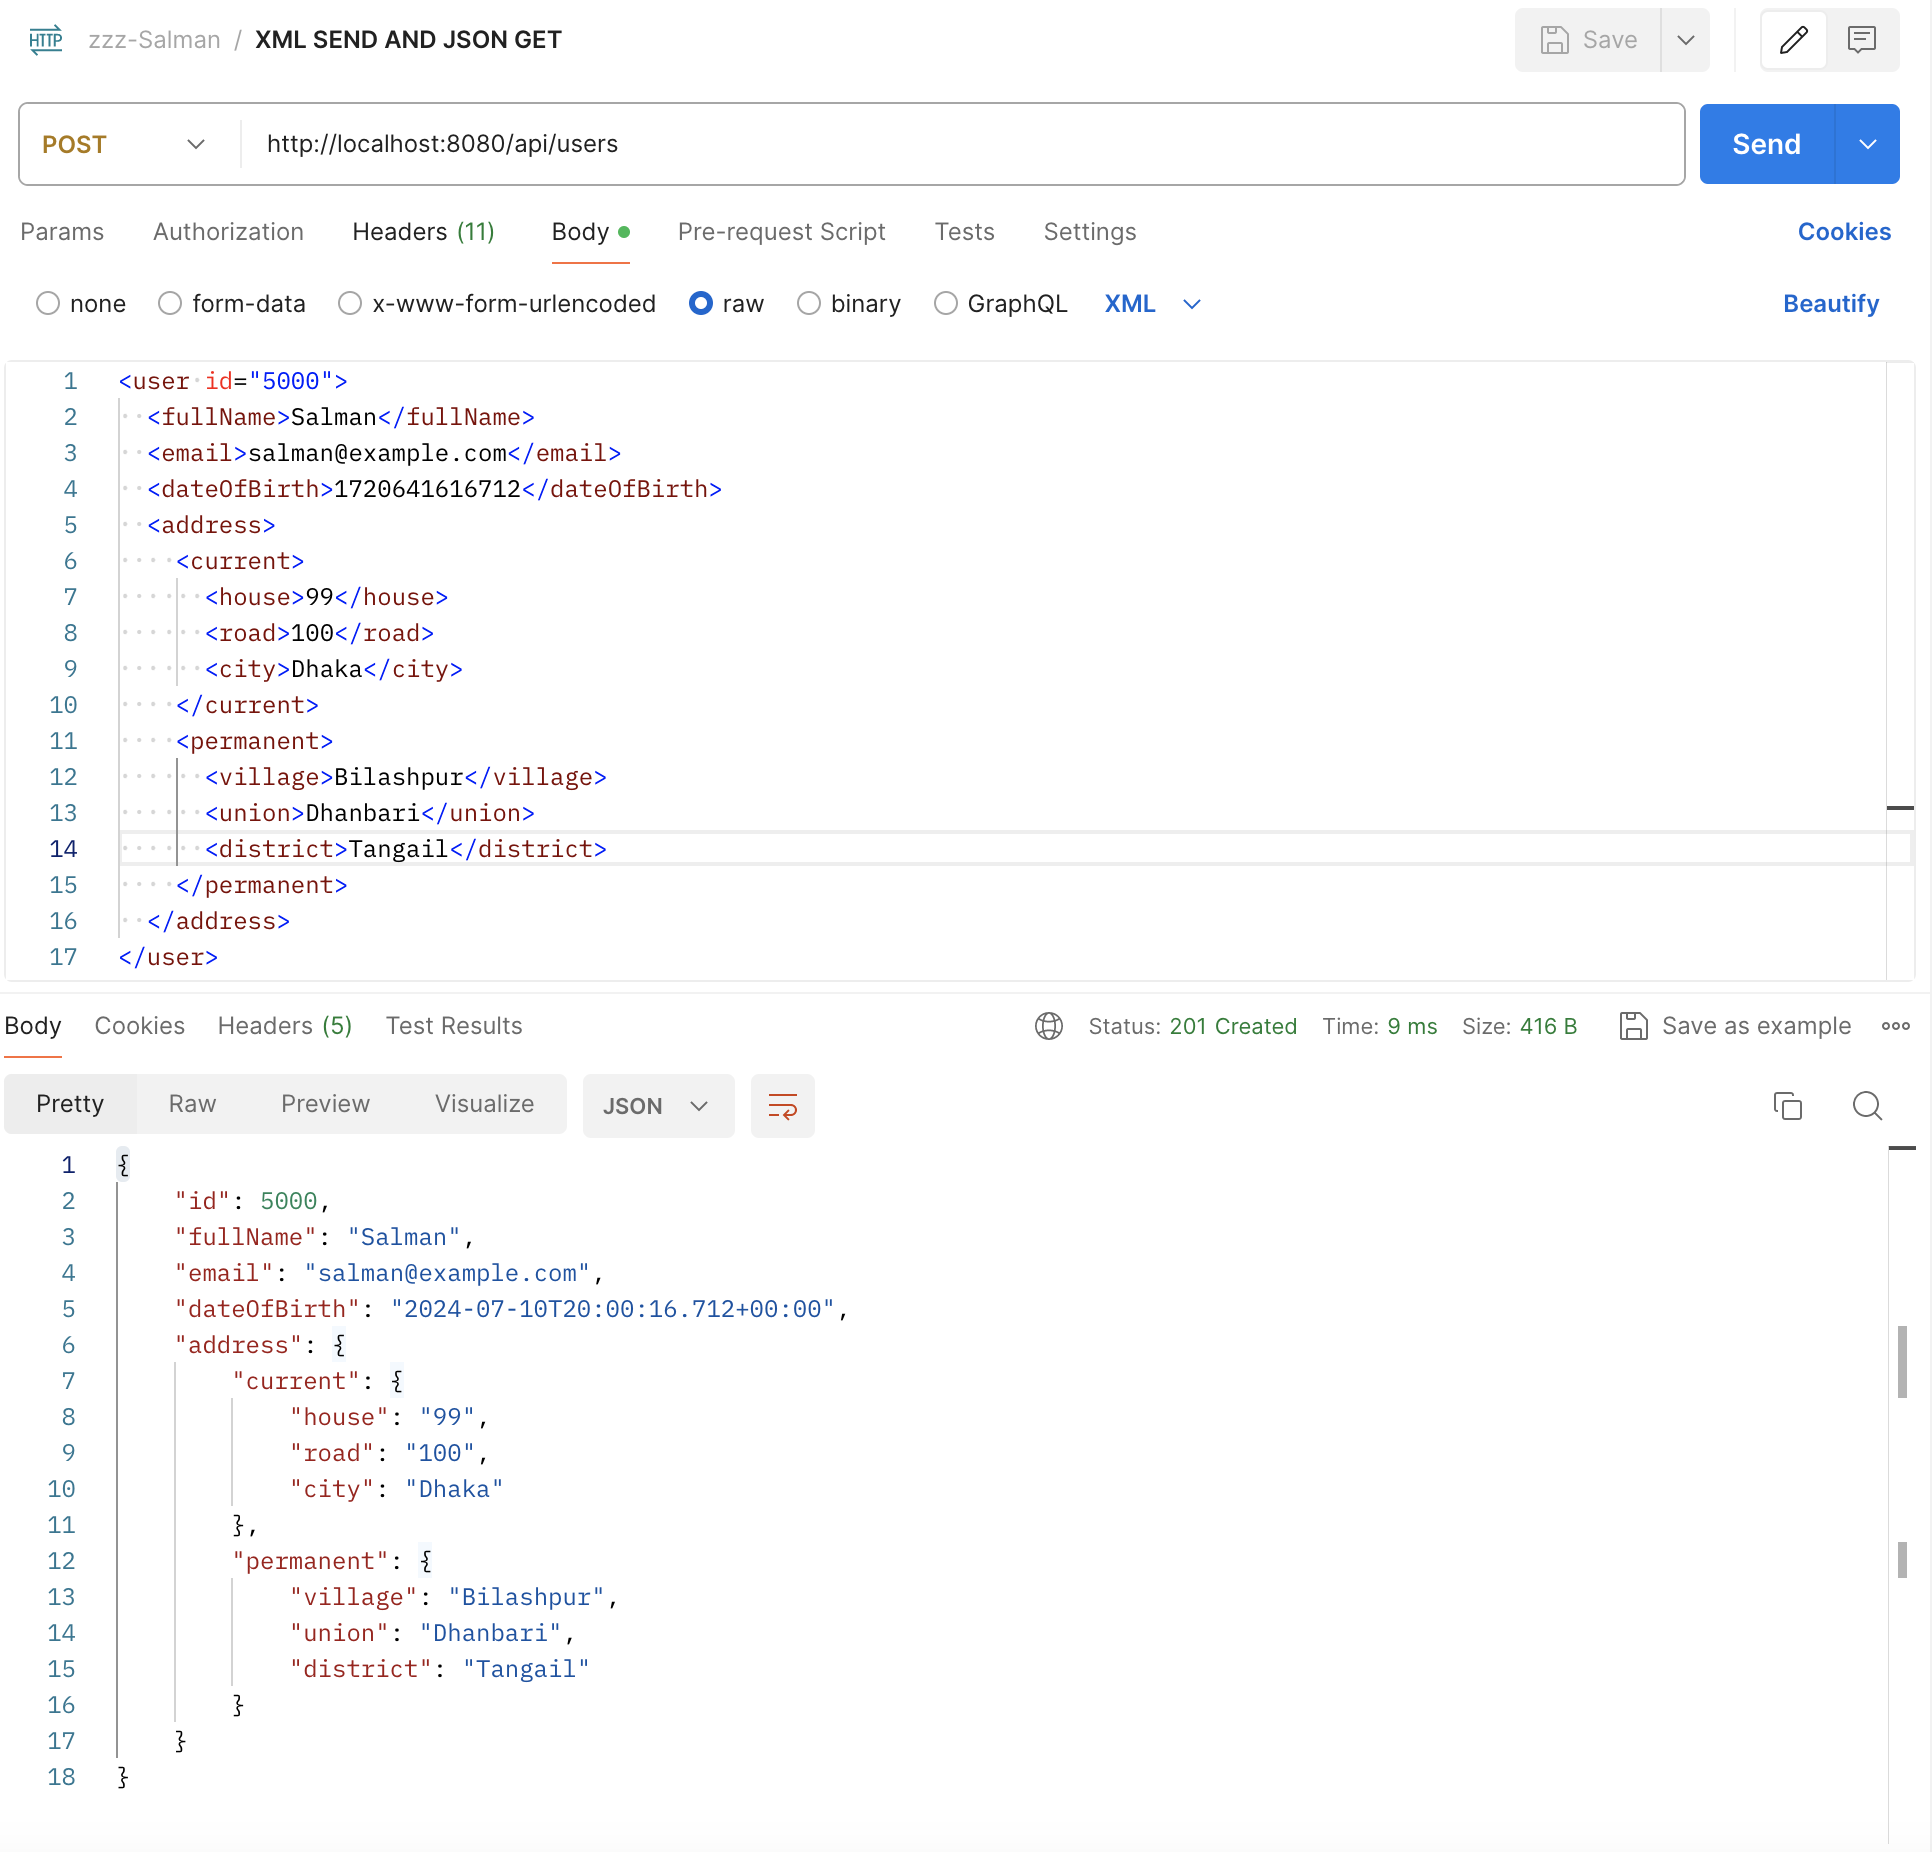 HTTP zzz-Salman / XML SEND AND JSON GET Save
POST http://localhost:8080/api/users Send
Params Authorization Headers (11) Body Pre-request Script Tests Settings Cookies
none form-data x-www-form-urlencoded raw binary GraphQL XML Beautify
1 <user id="5000">
2 <fullName>Salman</fullName>
3 <email>salman@example.com</email>
4 <dateOfBirth>1720641616712</dateOfBirth>
5 <address>
6 <current>
7 <house>99</house>
8 <road>100</road>
9 <city>Dhaka</city>
10 </current>
11 <permanent>
12 <village>Bilashpur</village>
13 <union>Dhanbari</union>
14 <district>Tangail</district>
15 </permanent>
16 </address>
17 </user>
Body Cookies Headers (5) Test Results Status: 201 Created Time: 9 ms Size: 416 B Save as example
Pretty Raw Preview Visualize JSON
1 {
2 "id": 5000,
3 "fullName": "Salman",
4 "email": "salman@example.com",
5 "dateOfBirth": "2024-07-10T20:00:16.712+00:00",
6 "address": {
7 "current": {
8 "house": "99",
9 "road": "100",
10 "city": "Dhaka"
11 },
12 "permanent": {
13 "village": "Bilashpur",
14 "union": "Dhanbari",
15 "district": "Tangail"
16 }
17 }
18 }